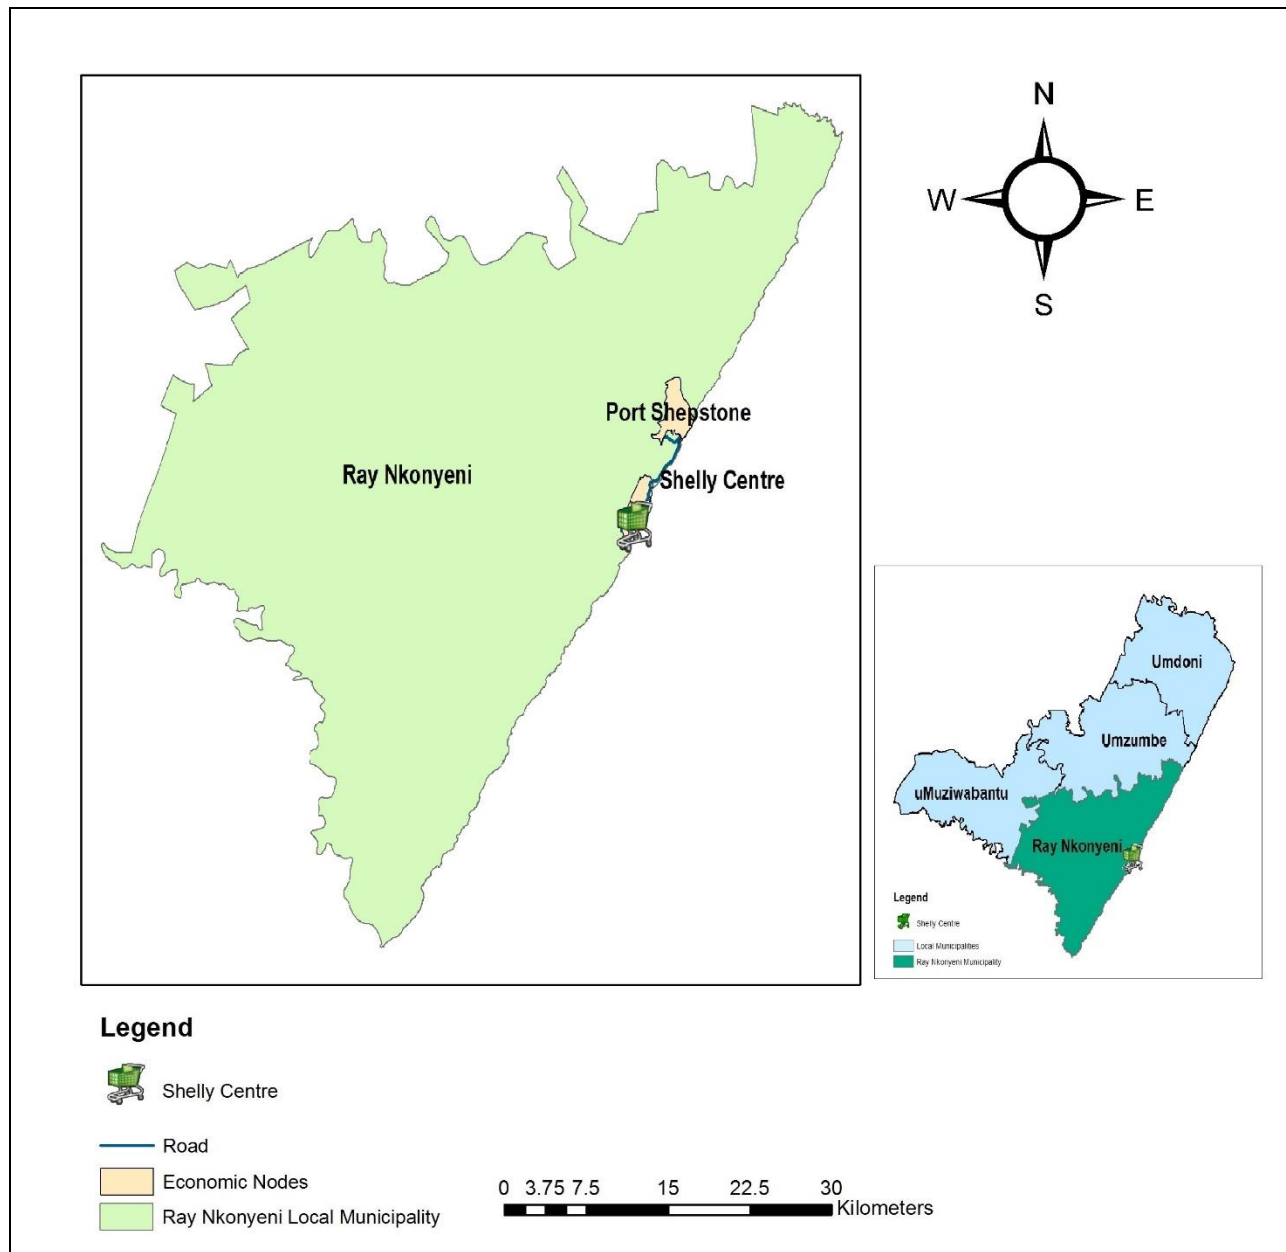 N
W E
S
Port Shepstone
Ray Nkonyeni
Shelly Centre
Umdoni
Umzumbe
uMuziwabantu
Ray Nkonyeni
Legend
Shelly Centre
Local Municipalities
Ray Nkonyeni Municipality
Legend
Shelly Centre
Road
Economic Nodes
Ray Nkonyeni Local Municipality
0 3.75 7.5 15 22.5 30
Kilometers